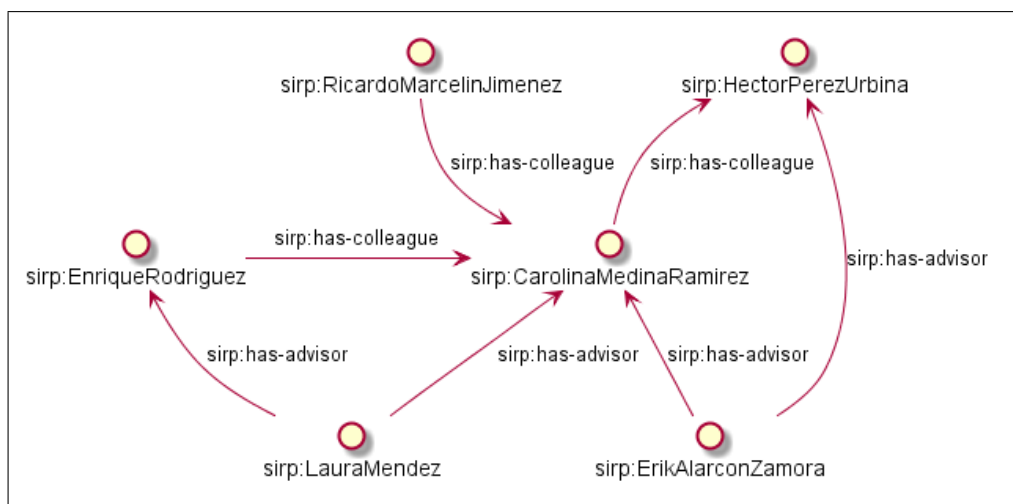 sirp:RicardoMarcelinJimenez
sirp:HectorPerezUrbina
sirp:has-colleague
sirp:has-colleague
sirp:has-colleague
sirp:EnriqueRodriguez
sirp:CarolinaMedinaRamirez
sirp:has-advisor
sirp:has-advisor
sirp:has-advisor
sirp:has-advisor
sirp:LauraMendez
sirp:ErikAlarconZamora